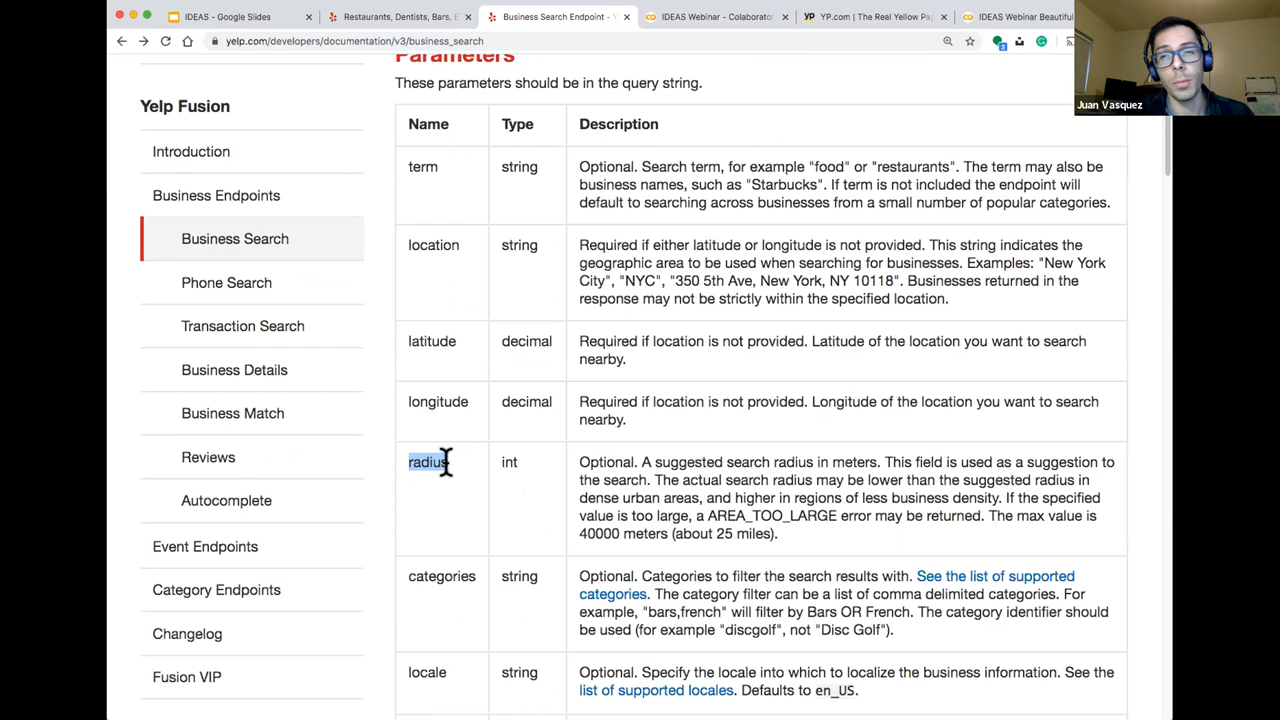 IDEAS - Google Slides
Restaurants, Dentists, Bars, B
Business Search Endpoint - Y
IDEAS Webinar - Colaborator
YP.com | The Real Yellow Pa
IDEAS Webinar Beautiful
yelp.com/developers/documentation/v3/business_search
Juan Vasquez
Yelp Fusion
Introduction
Business Endpoints
Business Search
Phone Search
Transaction Search
Business Details
Business Match
Reviews
Autocomplete
Event Endpoints
Category Endpoints
Changelog
Fusion VIP
Parameters
These parameters should be in the query string.
Name Type Description
term string Optional. Search term, for example "food" or "restaurants". The term may also be
business names, such as "Starbucks". If term is not included the endpoint will
default to searching across businesses from a small number of popular categories.
location string Required if either latitude or longitude is not provided. This string indicates the
geographic area to be used when searching for businesses. Examples: "New York
City", "NYC", "350 5th Ave, New York, NY 10118". Businesses returned in the
response may not be strictly within the specified location.
latitude decimal Required if location is not provided. Latitude of the location you want to search
nearby.
longitude decimal Required if location is not provided. Longitude of the location you want to search
nearby.
radius int Optional. A suggested search radius in meters. This field is used as a suggestion to
the search. The actual search radius may be lower than the suggested radius in
dense urban areas, and higher in regions of less business density. If the specified
value is too large, a AREA_TOO_LARGE error may be returned. The max value is
40000 meters (about 25 miles).
categories string Optional. Categories to filter the search results with. See the list of supported
categories. The category filter can be a list of comma delimited categories. For
example, "bars,french" will filter by Bars OR French. The category identifier should
be used (for example "discgolf", not "Disc Golf").
locale string Optional. Specify the locale into which to localize the business information. See the
list of supported locales. Defaults to en_US.